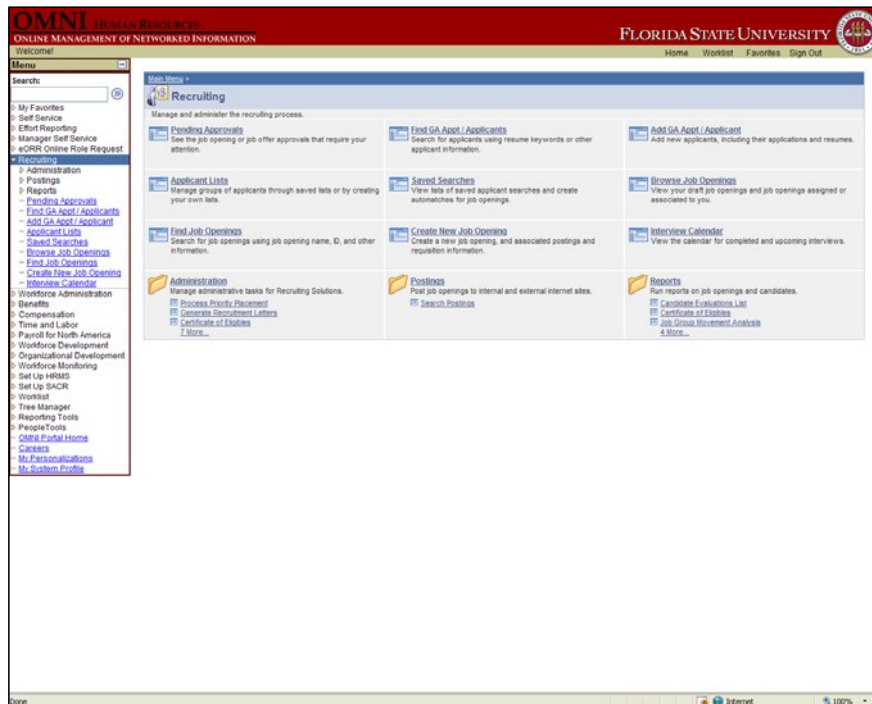 OMNI HUMAN RESOURCES
ONLINE MANAGEMENT OF NETWORKED INFORMATION
FLORIDA STATE UNIVERSITY
Welcome!
Home Worklist Favorites Sign Out
Menu
Search:
My Favorites
Self Service
Effort Reporting
Manager Self Service
eORR Online Role Request
Recruiting
Administration
Postings
Reports
Pending Approvals
Find GA Appt / Applicants
Add GA Appt / Applicant
Applicant Lists
Saved Searches
Browse Job Openings
Find Job Openings
Create New Job Opening
Interview Calendar
Workforce Administration
Benefits
Compensation
Time and Labor
Payroll for North America
Workforce Development
Organizational Development
Workforce Monitoring
Set Up HRMS
Set Up SACR
Worklist
Tree Manager
Reporting Tools
PeopleTools
OMNI Portal Home
Careers
My Personalizations
My System Profile
Main Menu >
Recruiting
Manage and administer the recruiting process.
Pending Approvals
See the job opening or job offer approvals that require your
attention.
Find GA Appt / Applicants
Search for applicants using resume keywords or other
applicant information.
Add GA Appt / Applicant
Add new applicants, including their applications and resumes.
Applicant Lists
Manage groups of applicants through saved lists or by creating
your own lists.
Saved Searches
View lists of saved applicant searches and create
automatches for job openings.
Browse Job Openings
View your draft job openings and job openings assigned or
associated to you.
Find Job Openings
Search for job openings using job opening name, ID, and other
information.
Create New Job Opening
Create a new job opening, and associated postings and
requisition information.
Interview Calendar
View the calendar for completed and upcoming interviews.
Administration
Manage administrative tasks for Recruiting Solutions.
Process Priority Placement
Generate Recruitment Letters
Certificate of Eligibles
7 More...
Postings
Post job openings to internal and external internet sites.
Search Postings
Reports
Run reports on job openings and candidates.
Candidate Evaluations List
Certificate of Eligibles
Job Group Movement Analysis
4 More...
Done
Internet
100%